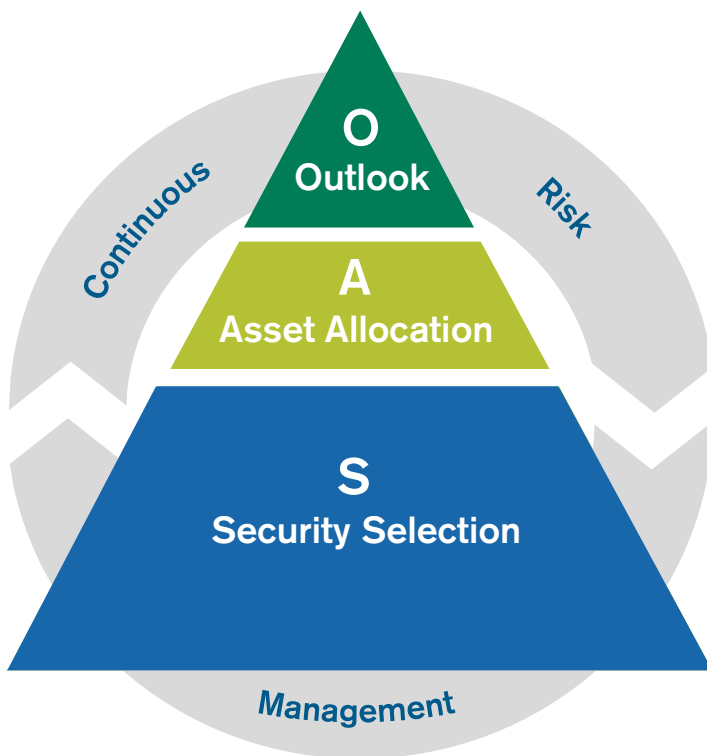 O
Outlook
Continuous
Risk
A
Asset Allocation
S
Security Selection
Management